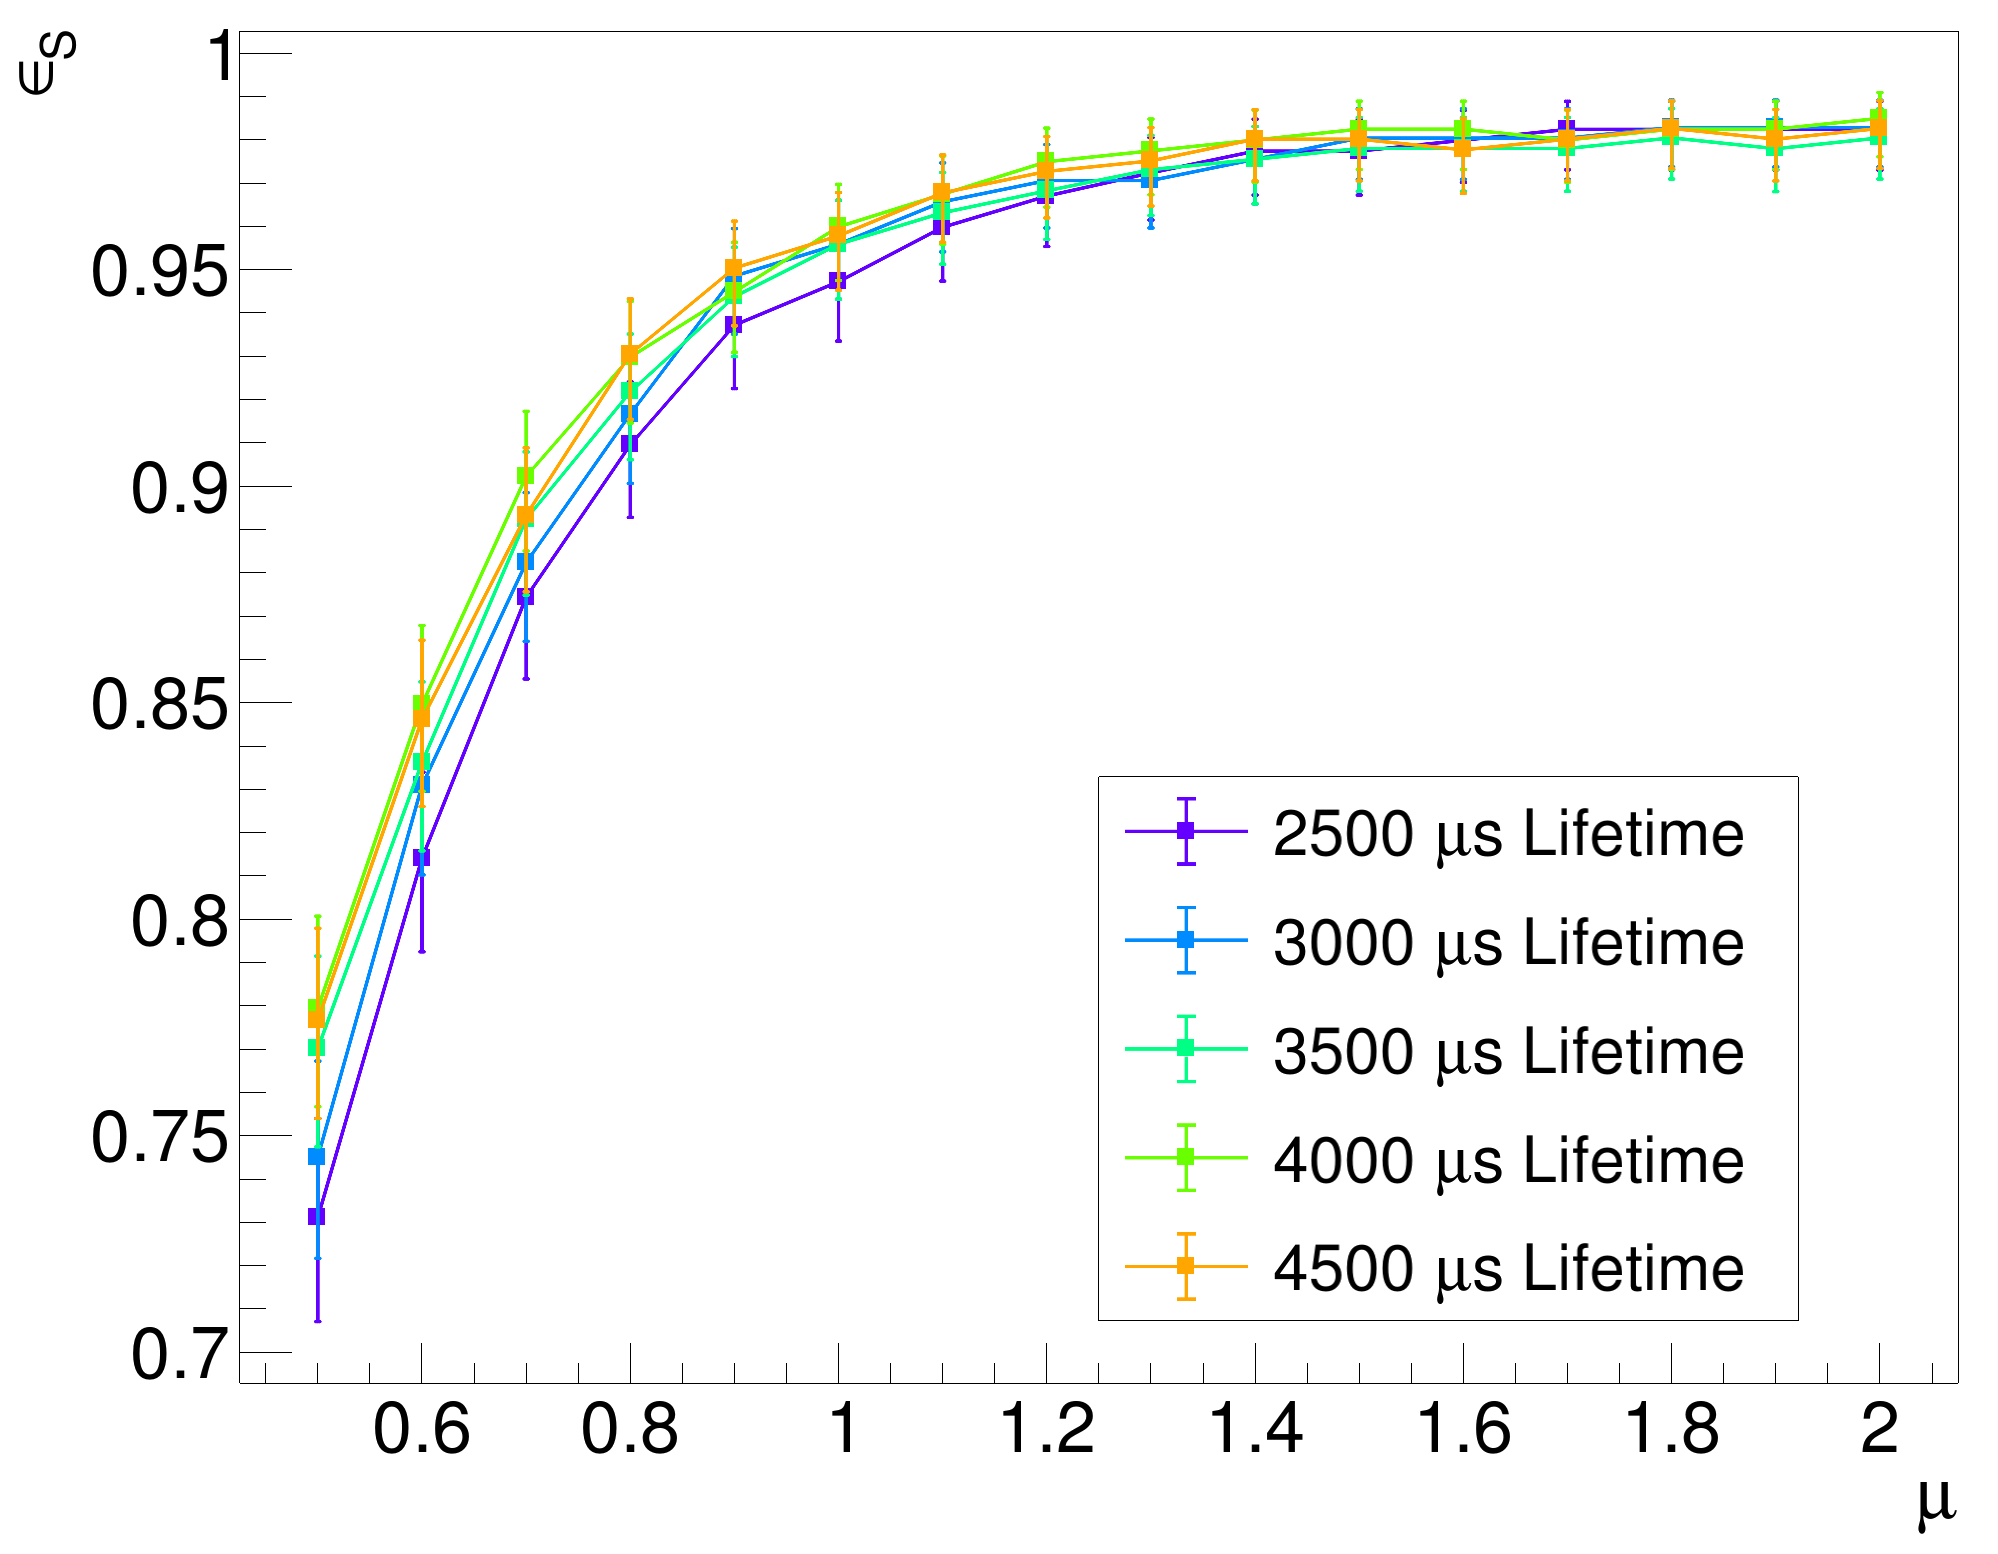 ϵS
1
0.95
0.9
0.85
0.8
0.75
0.7
2500 μs Lifetime
3000 μs Lifetime
3500 μs Lifetime
4000 μs Lifetime
4500 μs Lifetime
0.6 0.8 1 1.2 1.4 1.6 1.8 2
μ